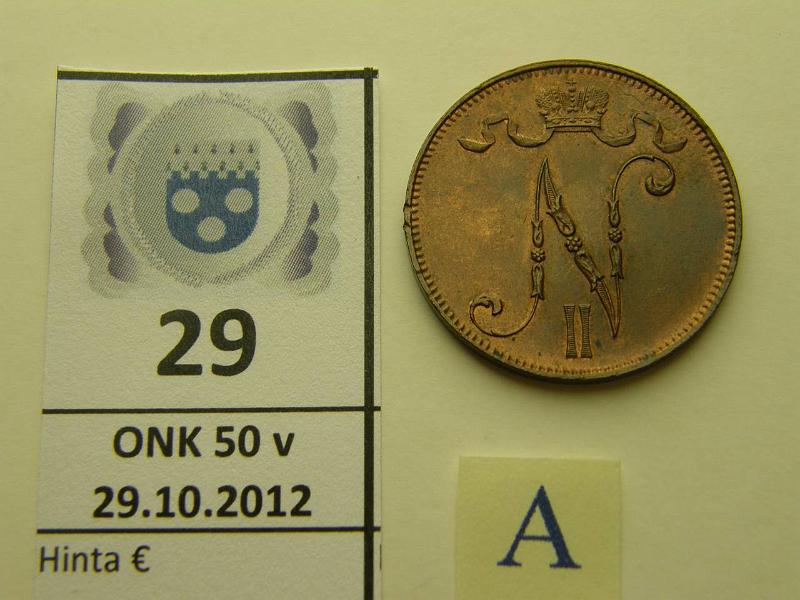 29
ONK 50 v
29.10.2012
Hinta €
N
II
A